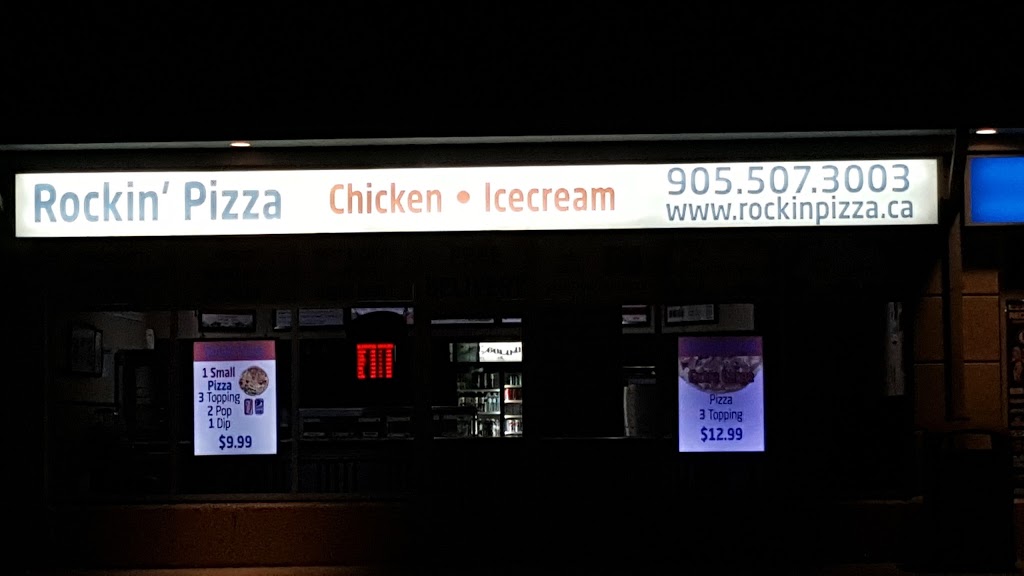 Rockin' Pizza Chicken • Icecream 905.507.3003
www.rockinpizza.ca
DELIVERY
1 Small
Pizza
3 Topping
2 Pop
1 Dip
$9.99
Pizza
3 Topping
$12.99